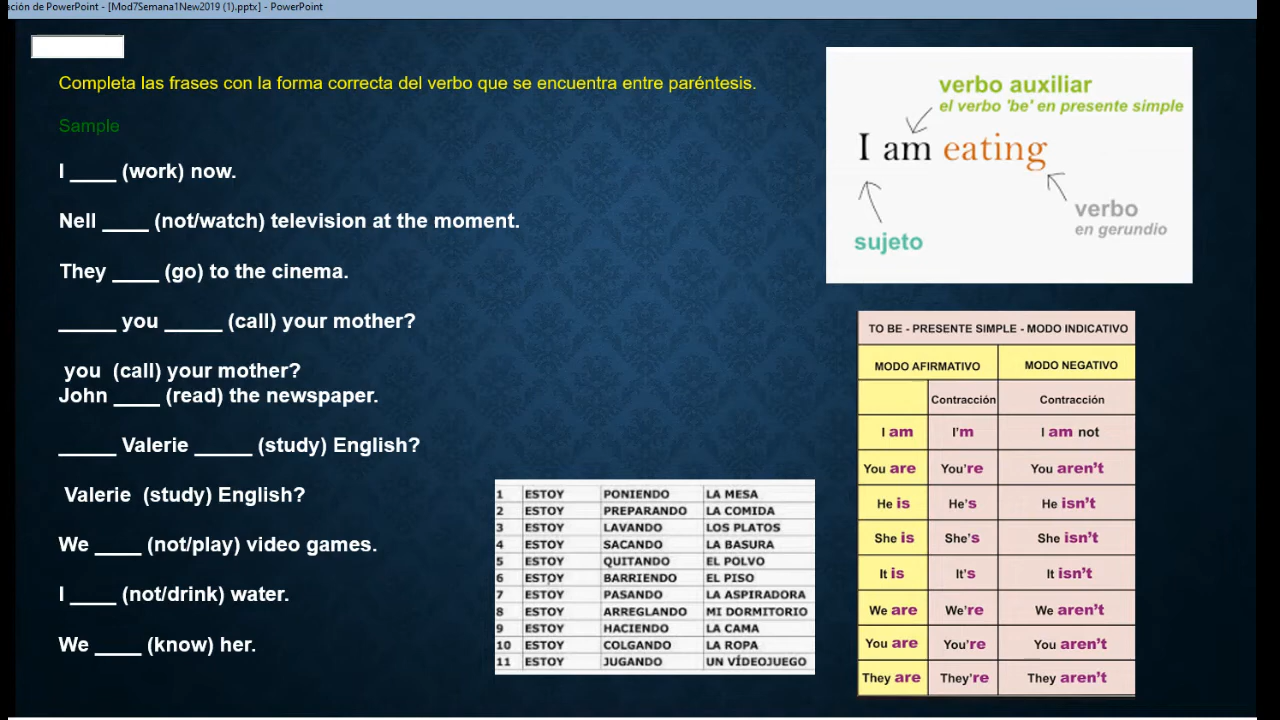 ación de PowerPoint - [Mod7Semana1New2019 (1).pptx] - PowerPoint
Completa las frases con la forma correcta del verbo que se encuentra entre paréntesis.
Sample
I ____ (work) now.
Nell ____ (not/watch) television at the moment.
They ____ (go) to the cinema.
_____ you _____ (call) your mother?
you (call) your mother?
John ____ (read) the newspaper.
_____ Valerie _____ (study) English?
Valerie (study) English?
We ____ (not/play) video games.
I ____ (not/drink) water.
We ____ (know) her.
verbo auxiliar
el verbo 'be' en presente simple
I am eating
verbo
en gerundio
sujeto
TO BE - PRESENTE SIMPLE - MODO INDICATIVO
MODO AFIRMATIVO MODO NEGATIVO
Contracción Contracción
I am I'm I am not
You are You're You aren't
He is He's He isn't
She is She's She isn't
It is It's It isn't
We are We're We aren't
You are You're You aren't
They are They're They aren't
1 ESTOY PONIENDO LA MESA
2 ESTOY PREPARANDO LA COMIDA
3 ESTOY LAVANDO LOS PLATOS
4 ESTOY SACANDO LA BASURA
5 ESTOY QUITANDO EL POLVO
6 ESTOY BARRIENDO EL PISO
7 ESTOY PASANDO LA ASPIRADORA
8 ESTOY ARREGLANDO MI DORMITORIO
9 ESTOY HACIENDO LA CAMA
10 ESTOY COLGANDO LA ROPA
11 ESTOY JUGANDO UN VÍDEOJUEGO